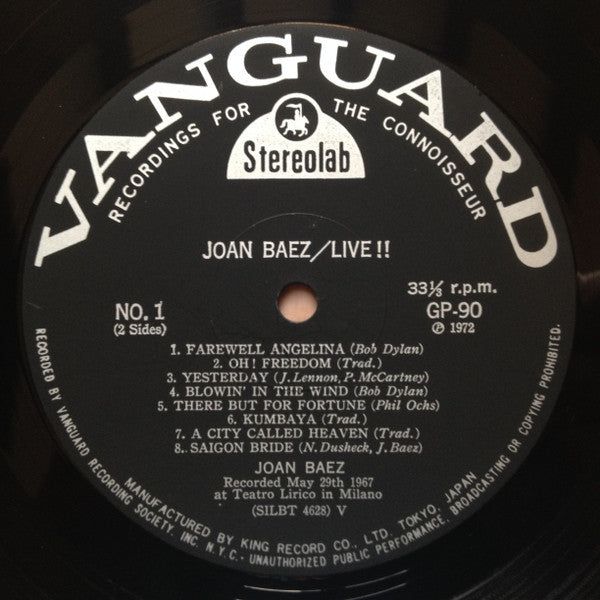 VANGUARD
RECORDINGS FOR THE CONNOISSEUR
Stereolab
JOAN BAEZ/LIVE!!
33⅓ r.p.m.
NO. 1
GP-90
(2 Sides)
℗ 1972
1. FAREWELL ANGELINA (Bob Dylan)
2. OH! FREEDOM (Trad.)
3. YESTERDAY (J. Lennon, P. McCartney)
4. BLOWIN' IN THE WIND (Bob Dylan)
5. THERE BUT FOR FORTUNE (Phil Ochs)
6. KUMBAYA (Trad.)
7. A CITY CALLED HEAVEN (Trad.)
8. SAIGON BRIDE (N. Dusheck, J. Baez)
JOAN BAEZ
Recorded May 29th 1967
at Teatro Lirico in Milano
(SILBT 4628) V
MANUFACTURED BY KING RECORD CO., LTD. TOKYO, JAPAN
RECORDED BY VANGUARD RECORDING SOCIETY, INC. N.Y.C.- UNAUTHORIZED PUBLIC PERFORMANCE, BROADCASTING OR COPYING PROHIBITED.